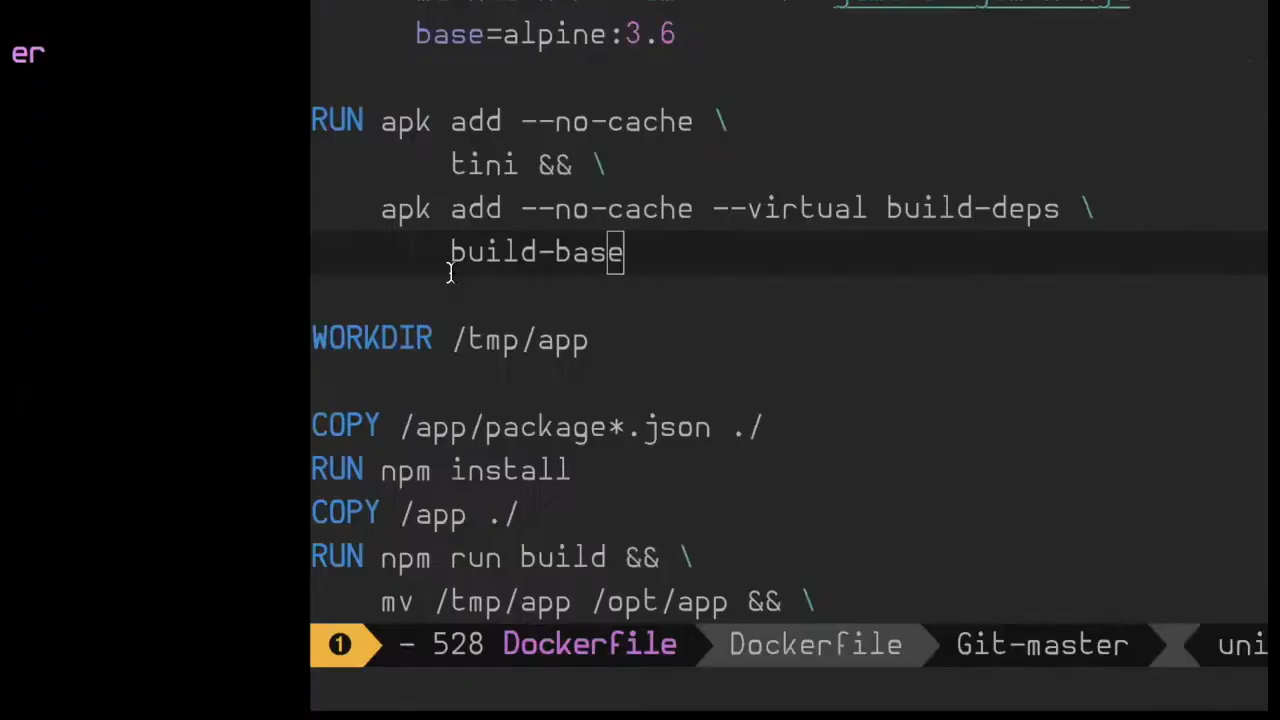 er
base=alpine:3.6
RUN apk add --no-cache \
tini && \
apk add --no-cache --virtual build-deps \
build-base
WORKDIR /tmp/app
COPY /app/package*.json ./
RUN npm install
COPY /app ./
RUN npm run build && \
mv /tmp/app /opt/app && \
1 - 528 Dockerfile Dockerfile Git-master uni